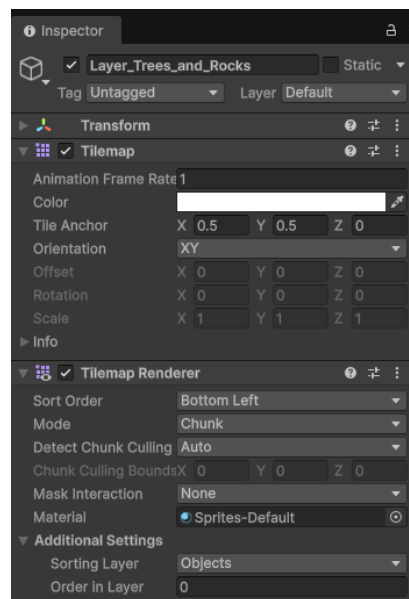 Inspector
Layer_Trees_and_Rocks Static
Tag Untagged Layer Default
Transform
Tilemap
Animation Frame Rate 1
Color
Tile Anchor X 0.5 Y 0.5 Z 0
Orientation XY
Offset X 0 Y 0 Z 0
Rotation X 0 Y 0 Z 0
Scale X 1 Y 1 Z 1
Info
Tilemap Renderer
Sort Order Bottom Left
Mode Chunk
Detect Chunk Culling Auto
Chunk Culling Bounds X 0 Y 0 Z 0
Mask Interaction None
Material Sprites-Default
Additional Settings
Sorting Layer Objects
Order in Layer 0